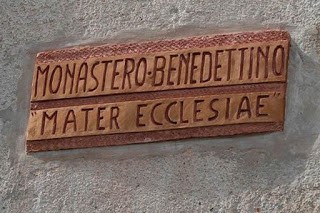 MONASTERO-BENEDETTINO
"MATER ECCLESIAE"